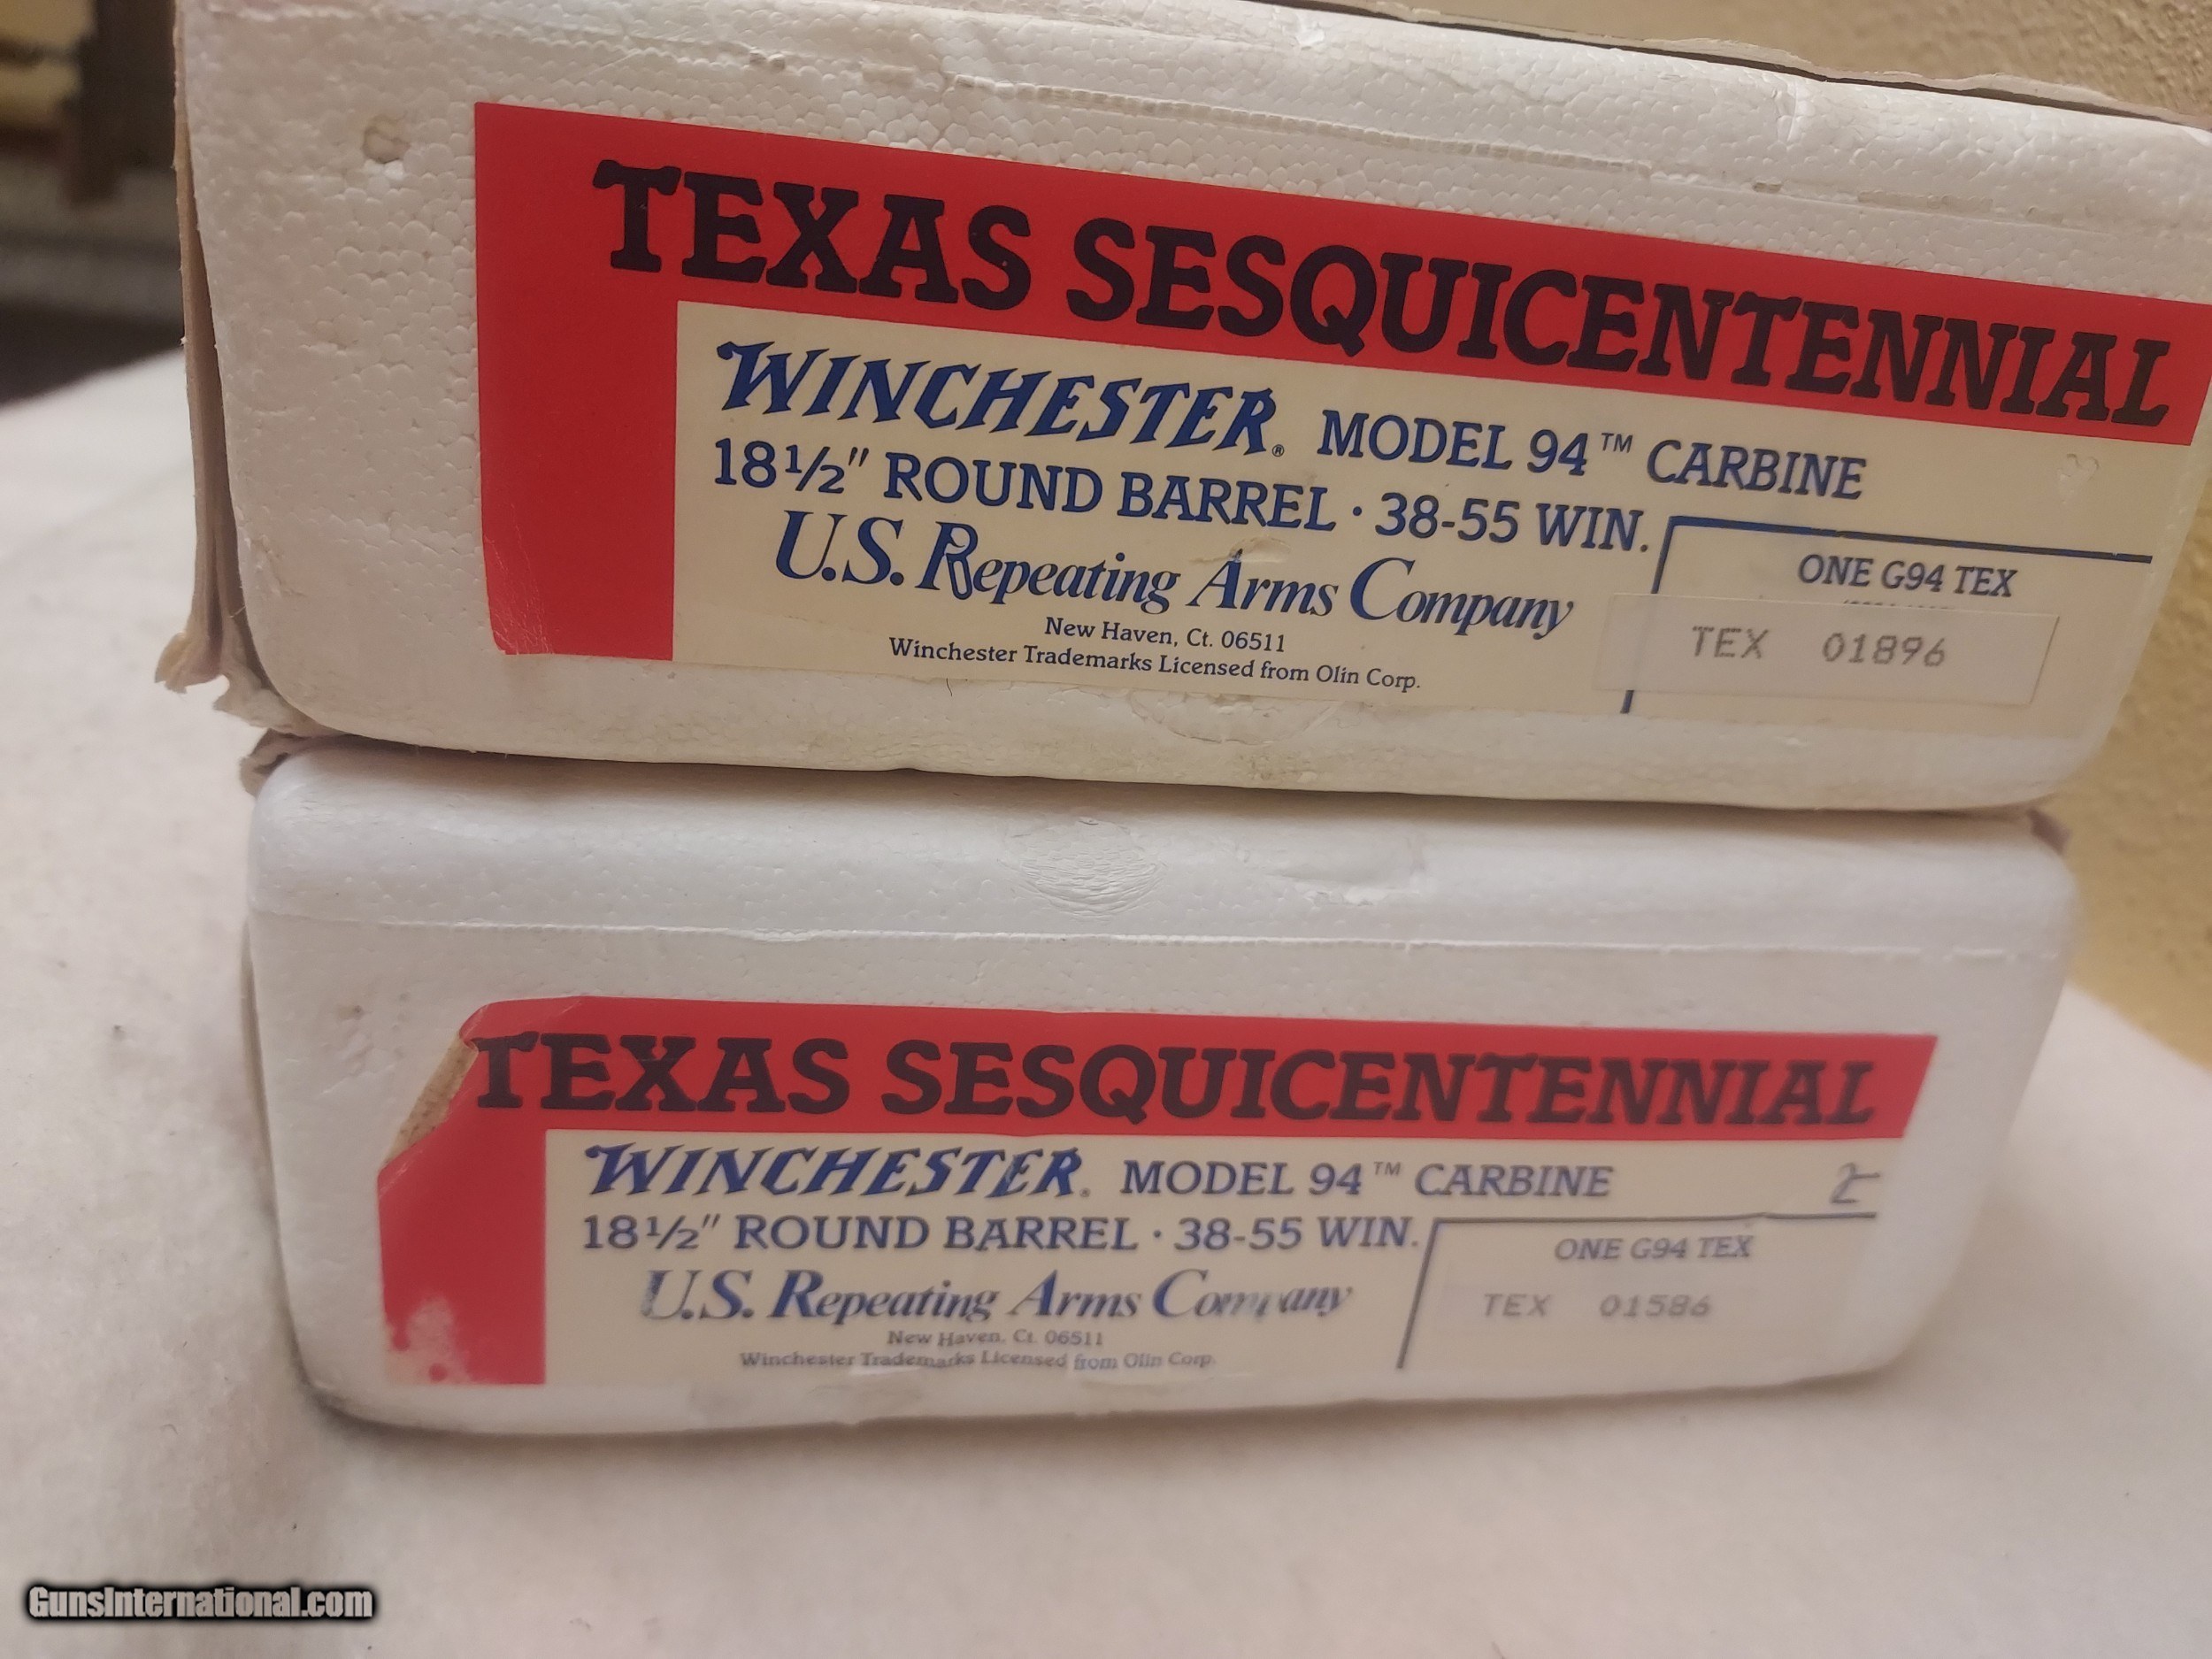 TEXAS SESQUICENTENNIAL
WINCHESTER® MODEL 94™ CARBINE
18½" ROUND BARREL · 38-55 WIN.
U.S. Repeating Arms Company
New Haven, Ct. 06511
Winchester Trademarks Licensed from Olin Corp.
ONE G94 TEX
TEX 01896
TEXAS SESQUICENTENNIAL
WINCHESTER® MODEL 94™ CARBINE
18½" ROUND BARREL · 38-55 WIN.
U.S. Repeating Arms Company
New Haven, Ct. 06511
Winchester Trademarks Licensed from Olin Corp.
ONE G94 TEX
TEX 01586
GunsInternational.com